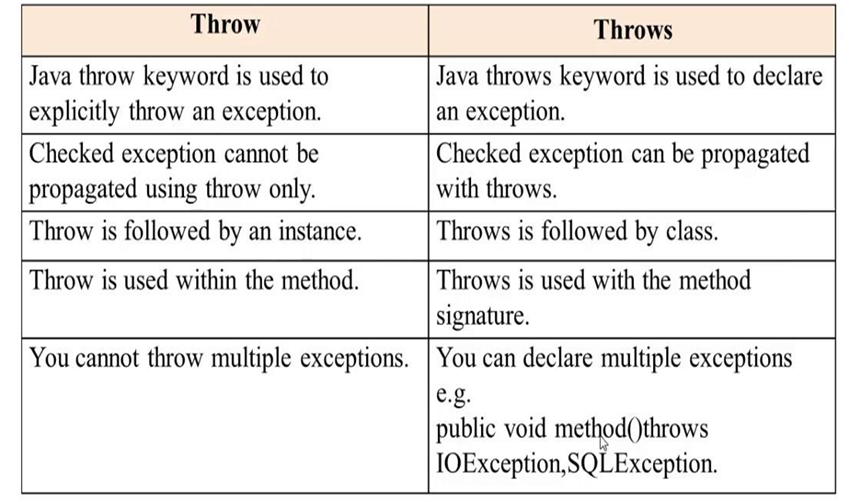 Throw
Throws
Java throw keyword is used to
explicitly throw an exception.
Java throws keyword is used to declare
an exception.
Checked exception cannot be
propagated using throw only.
Checked exception can be propagated
with throws.
Throw is followed by an instance.
Throws is followed by class.
Throw is used within the method.
Throws is used with the method
signature.
You cannot throw multiple exceptions.
You can declare multiple exceptions
e.g.
public void method()throws
IOException,SQLException.